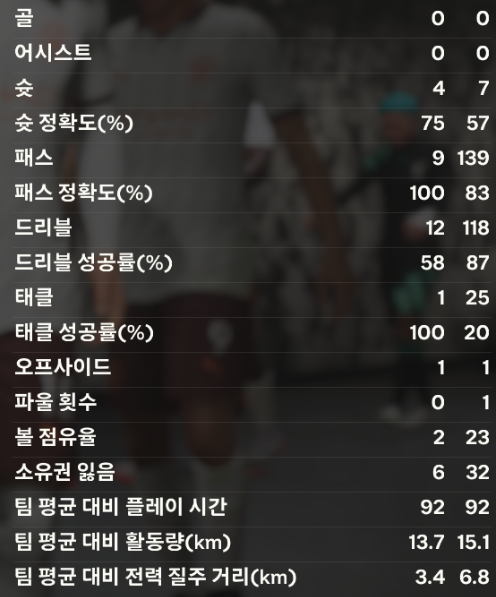 골 0 0
어시스트 0 0
슛 4 7
슛 정확도(%) 75 57
패스 9 139
패스 정확도(%) 100 83
드리블 12 118
드리블 성공률(%) 58 87
태클 1 25
태클 성공률(%) 100 20
오프사이드 1 1
파울 횟수 0 1
볼 점유율 2 23
소유권 잃음 6 32
팀 평균 대비 플레이 시간 92 92
팀 평균 대비 활동량(km) 13.7 15.1
팀 평균 대비 전력 질주 거리(km) 3.4 6.8